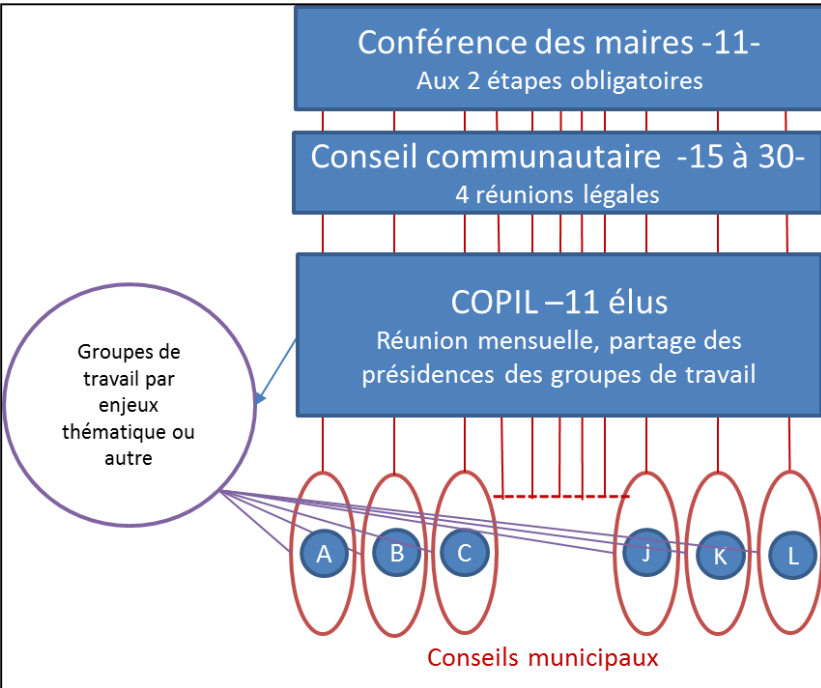 Conférence des maires -11-
Aux 2 étapes obligatoires
Conseil communautaire -15 à 30-
4 réunions légales
COPIL –11 élus
Réunion mensuelle, partage des
présidences des groupes de travail
Groupes de
travail par
enjeux
thématique ou
autre
A B C J K L
Conseils municipaux